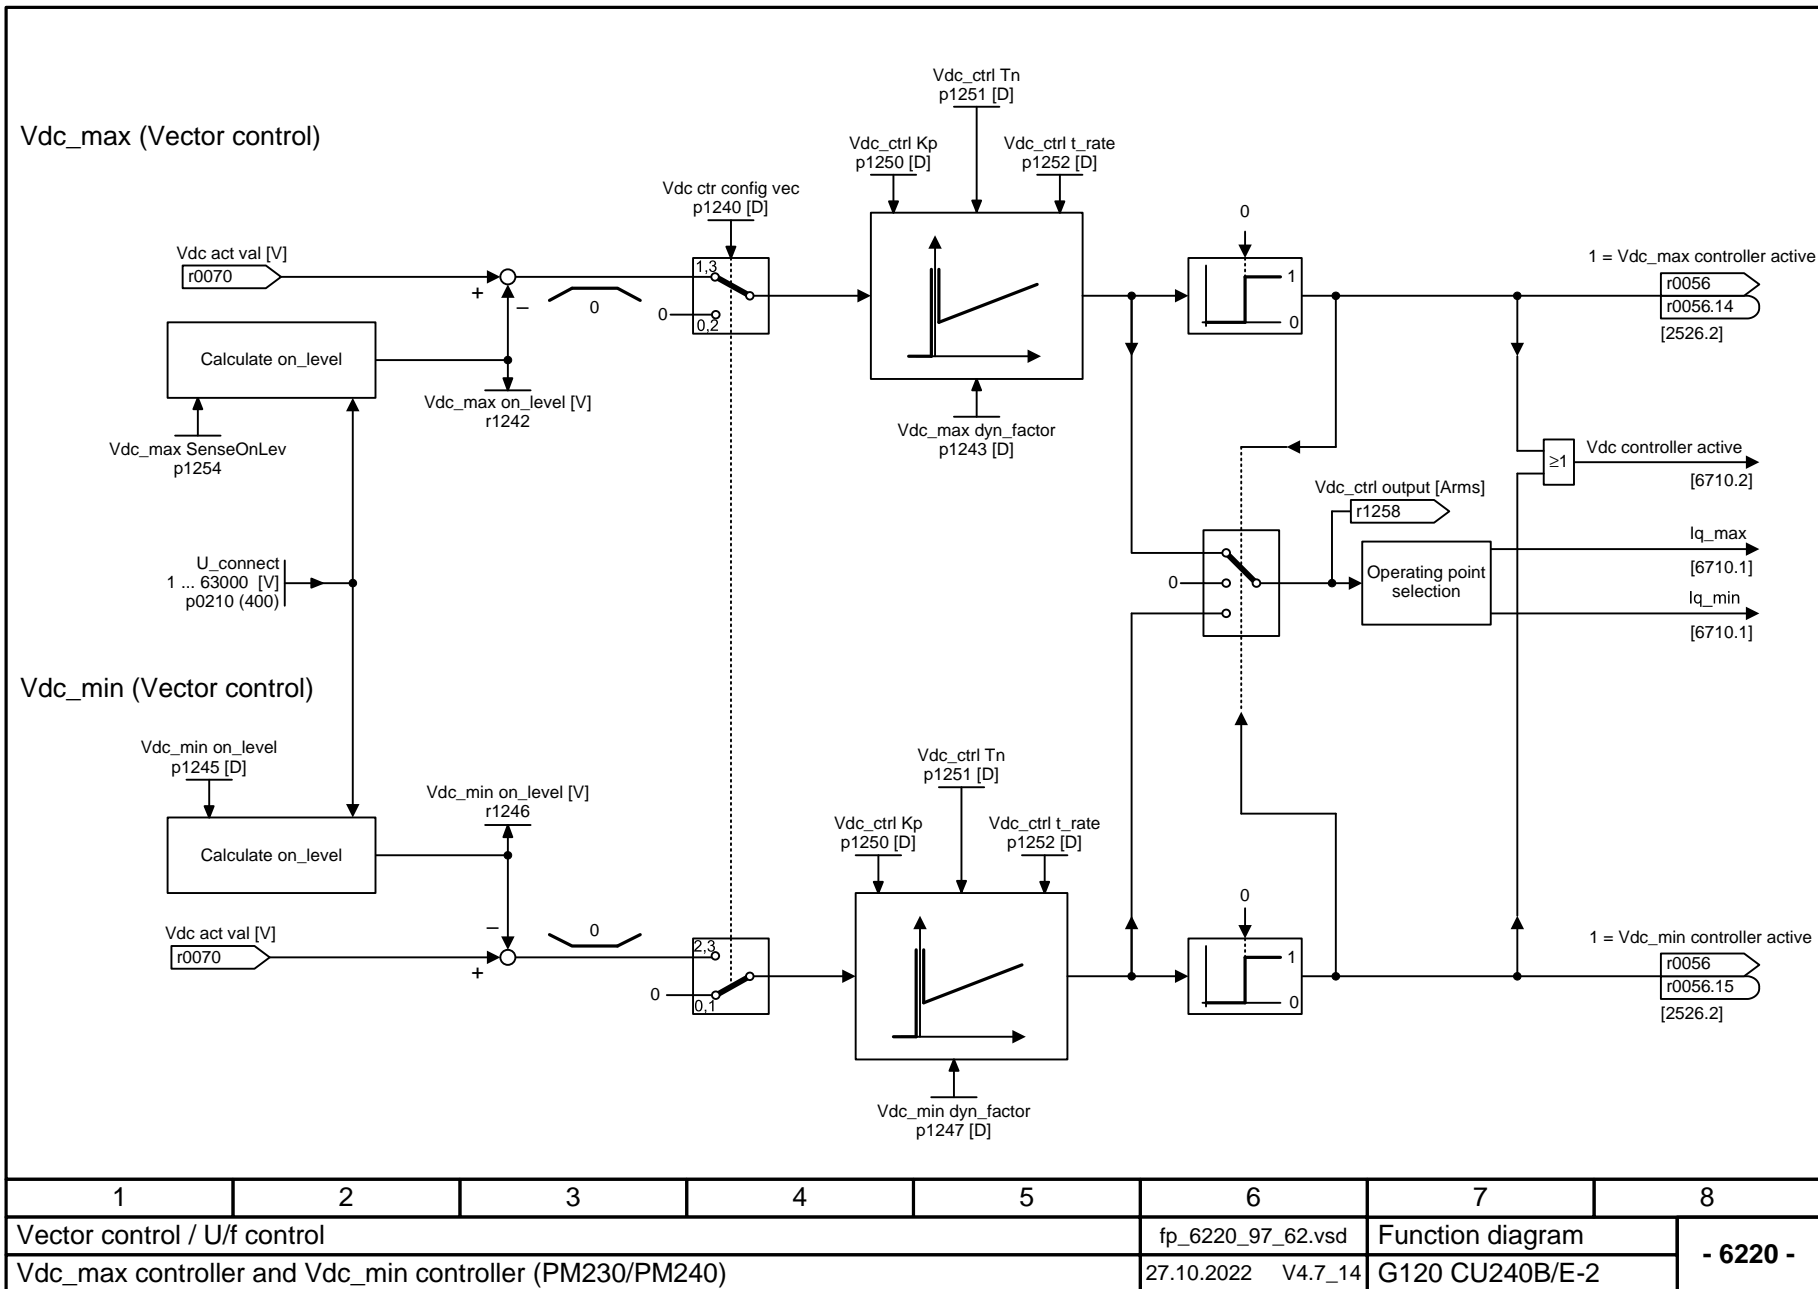 Vdc_max (Vector control)
Vdc_ctrl Tn
p1251 [D]
Vdc_ctrl Kp
p1250 [D]
Vdc_ctrl t_rate
p1252 [D]
Vdc ctr config vec
p1240 [D]
Vdc act val [V]
r0070
+
–
0
1,3
0
0,2
0
1
0
1 = Vdc_max controller active
r0056
r0056.14
[2526.2]
Calculate on_level
Vdc_max on_level [V]
r1242
Vdc_max SenseOnLev
p1254
Vdc_max dyn_factor
p1243 [D]
≥1
Vdc controller active
[6710.2]
Vdc_ctrl output [Arms]
r1258
U_connect
1 ... 63000 [V]
p0210 (400)
0
Operating point
selection
Iq_max
[6710.1]
Iq_min
[6710.1]
Vdc_min (Vector control)
Vdc_min on_level
p1245 [D]
Vdc_min on_level [V]
r1246
Calculate on_level
Vdc_ctrl Tn
p1251 [D]
Vdc_ctrl Kp
p1250 [D]
Vdc_ctrl t_rate
p1252 [D]
Vdc act val [V]
r0070
+
–
0
2,3
0
0,1
0
1
0
1 = Vdc_min controller active
r0056
r0056.15
[2526.2]
Vdc_min dyn_factor
p1247 [D]
1 2 3 4 5 6 7 8
Vector control / U/f control
fp_6220_97_62.vsd
Function diagram
- 6220 -
Vdc_max controller and Vdc_min controller (PM230/PM240)
27.10.2022 V4.7_14
G120 CU240B/E-2